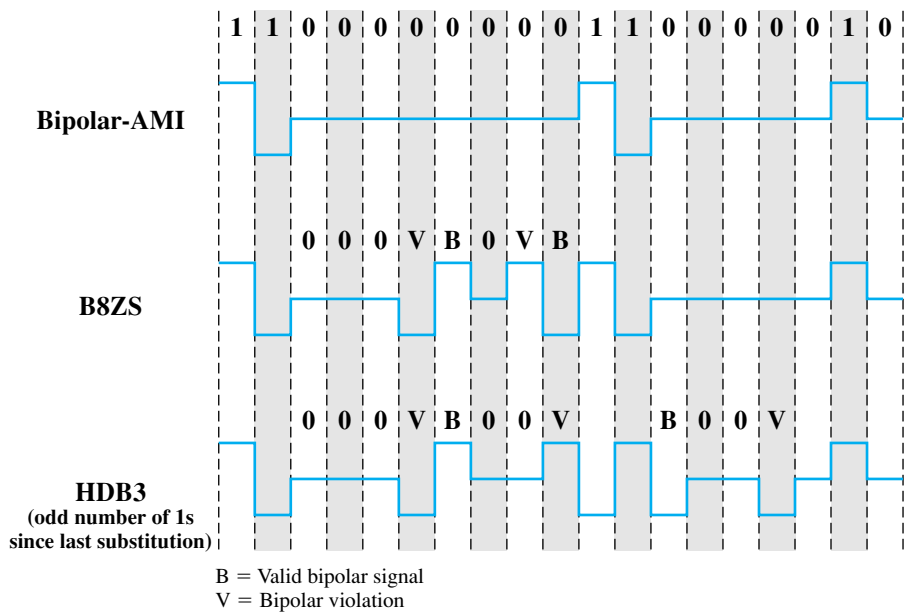 1 1 0 0 0 0 0 0 0 0 1 1 0 0 0 0 0 1 0
Bipolar-AMI
0 0 0 V B 0 V B
B8ZS
0 0 0 V B 0 0 V B 0 0 V
HDB3
(odd number of 1s
since last substitution)
B = Valid bipolar signal
V = Bipolar violation